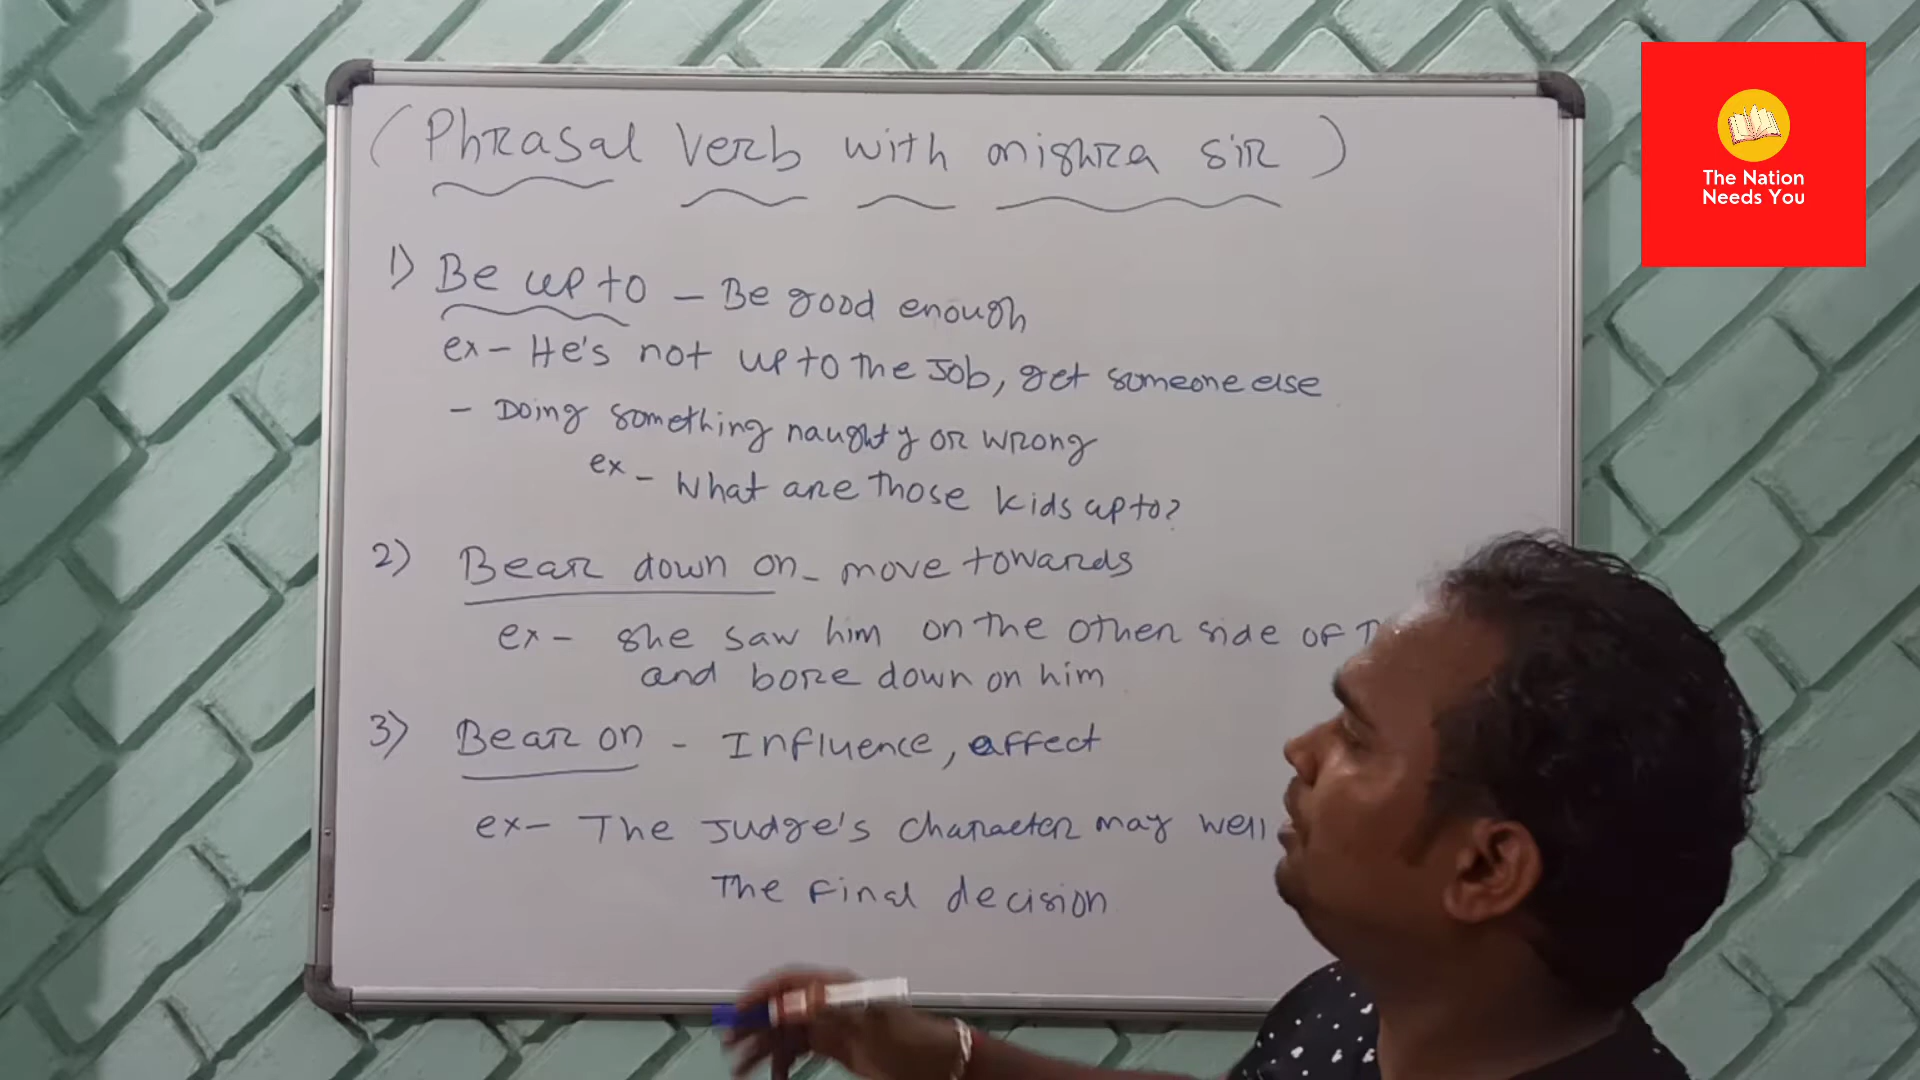 (Phrasal verb with mishra sir)
The Nation
Needs You
1) Be up to - Be good enough
ex- He's not up to the Job, get someone else
- Doing something naughty or wrong
ex - What are those kids up to?
2) Bear down on - move towards
ex - she saw him on the other side of
and bore down on him
3) Bear on - Influence, affect
ex- The Judge's character may well
The final decision